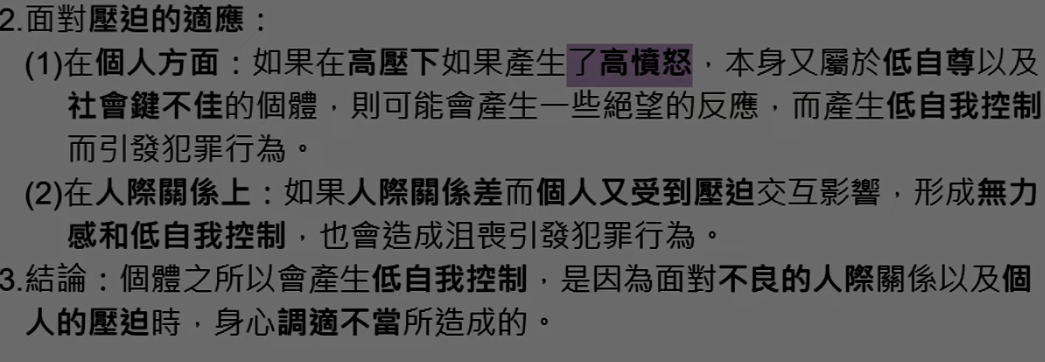 2.面對壓迫的適應：
(1)在個人方面：如果在高壓下如果產生了高憤怒，本身又屬於低自尊以及
社會鍵不佳的個體，則可能會產生一些絕望的反應，而產生低自我控制
而引發犯罪行為。
(2)在人際關係上：如果人際關係差而個人又受到壓迫交互影響，形成無力
感和低自我控制，也會造成沮喪引發犯罪行為。
3.結論：個體之所以會產生低自我控制，是因為面對不良的人際關係以及個
人的壓迫時，身心調適不當所造成的。